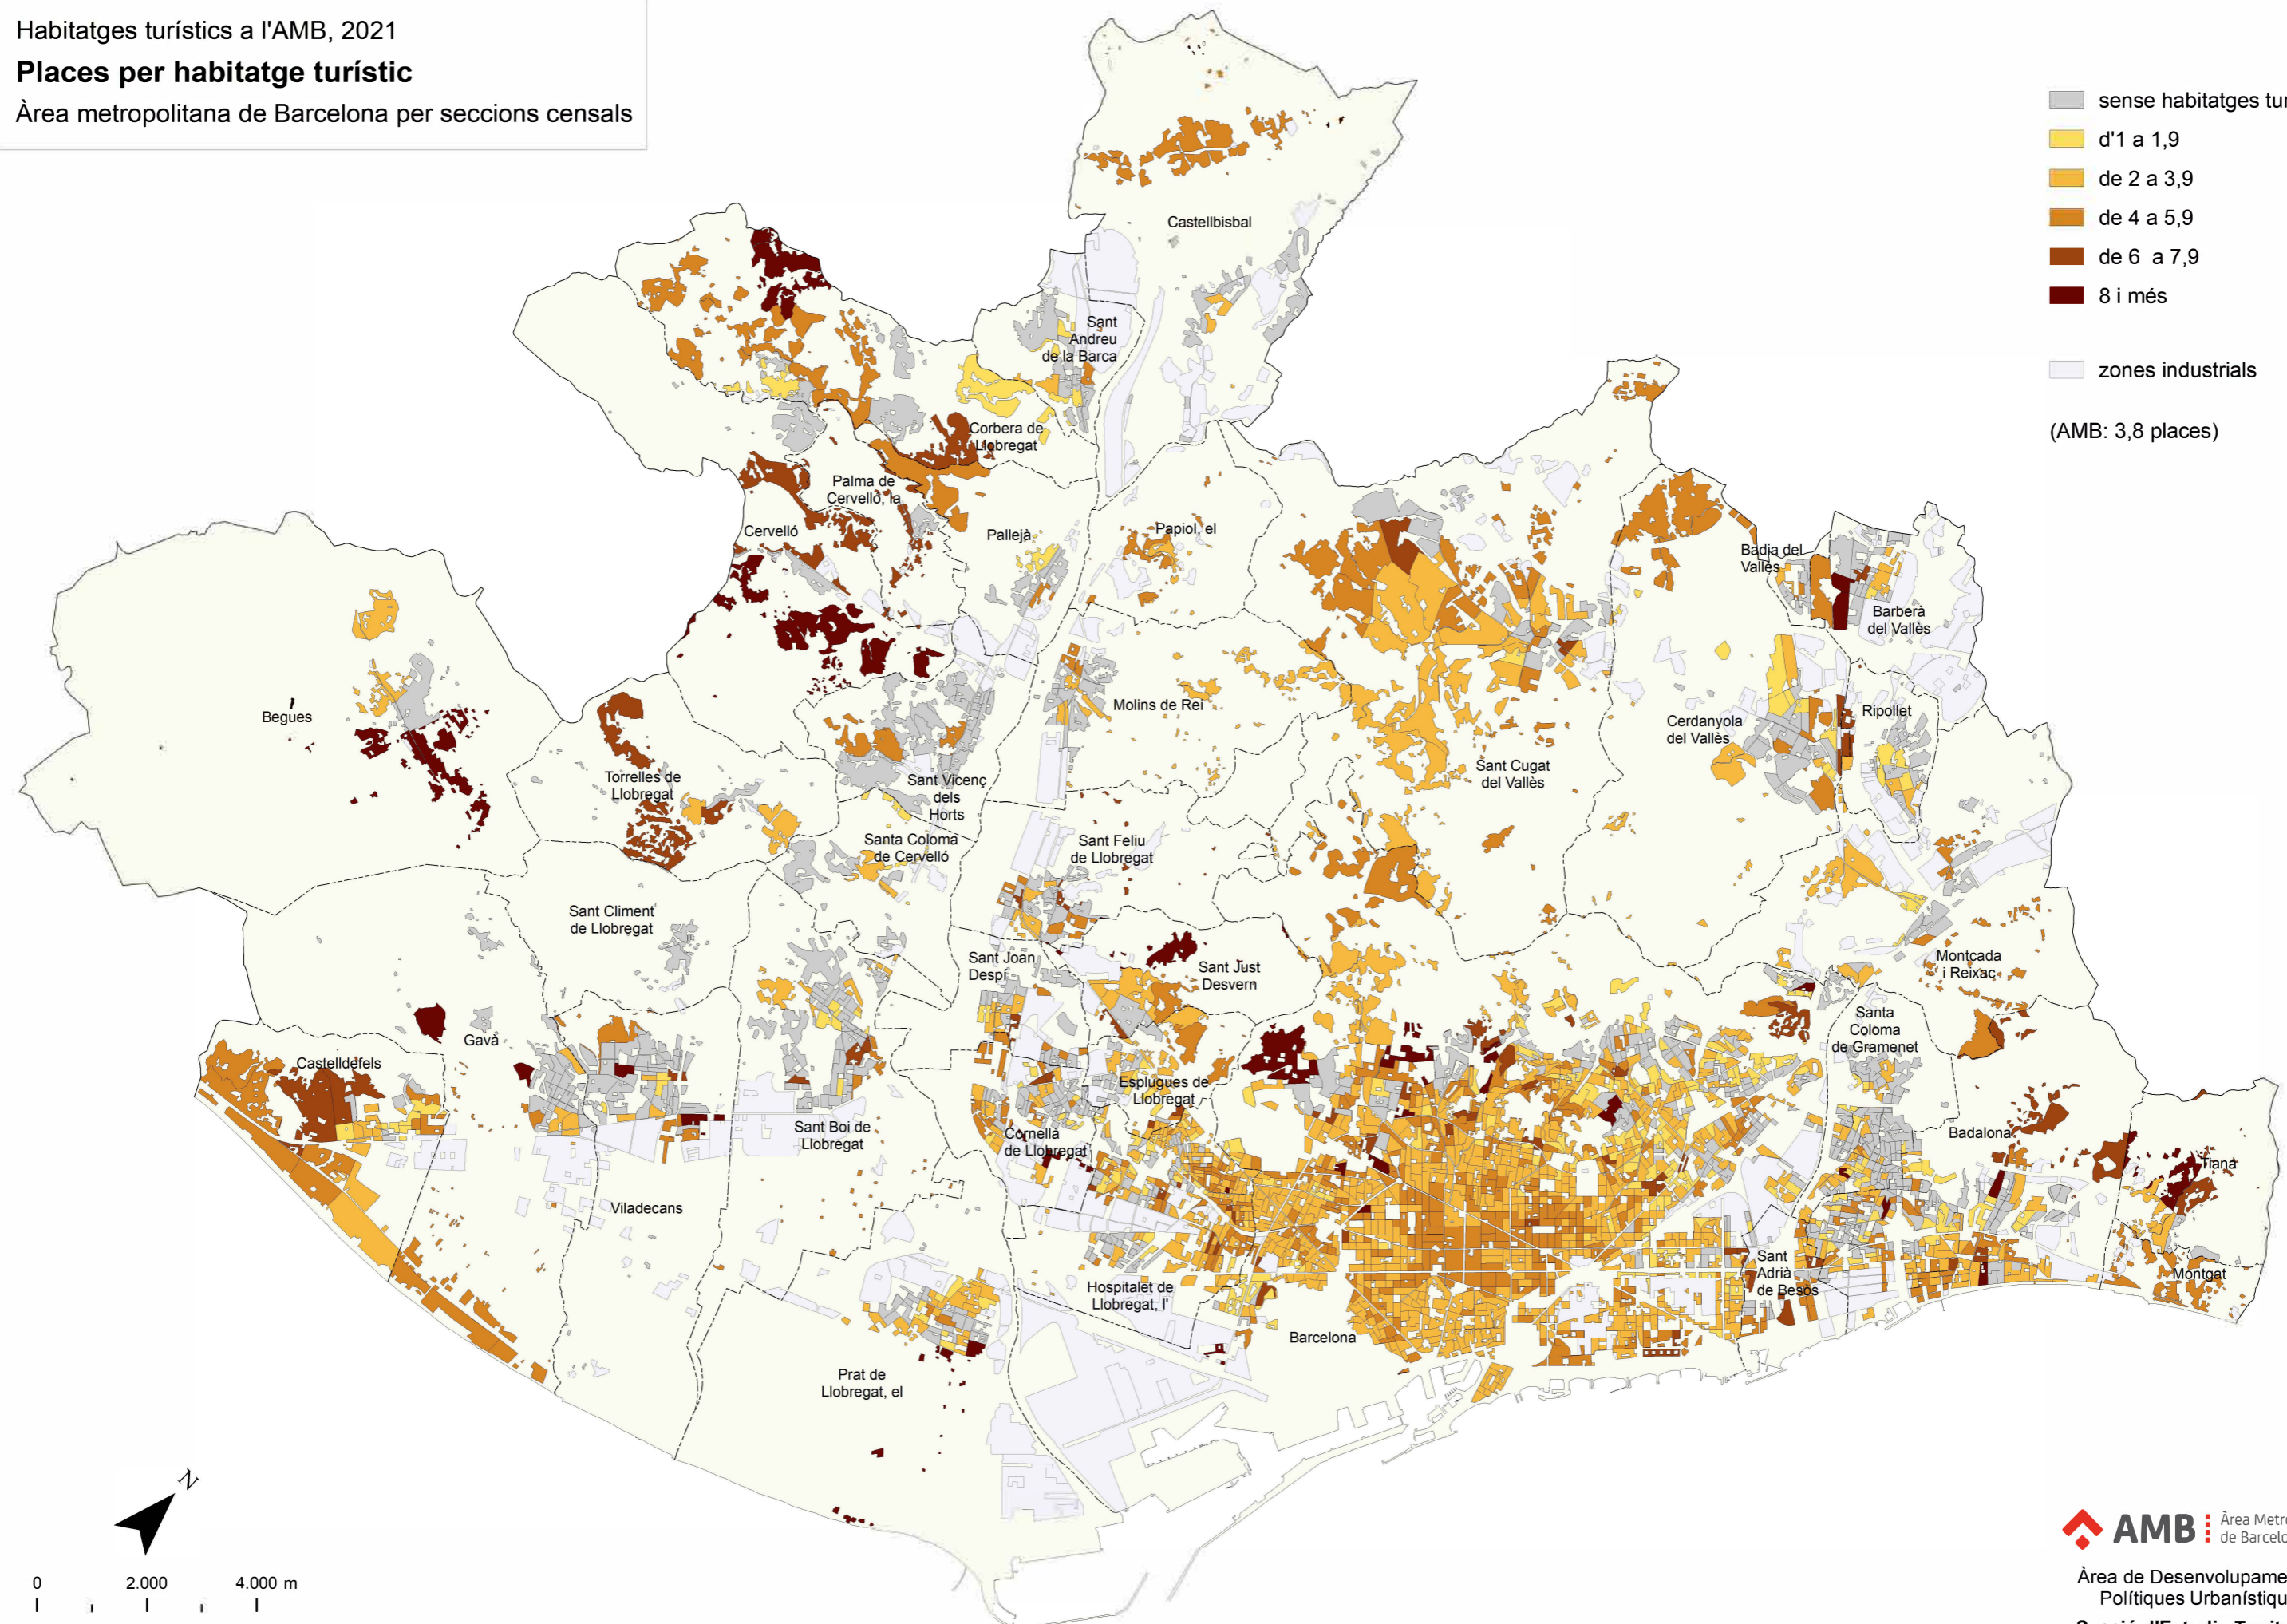 Habitatges turístics a l'AMB, 2021
Places per habitatge turístic
Àrea metropolitana de Barcelona per seccions censals
sense habitatges
d'1 a 1,9
de 2 a 3,9
de 4 a 5,9
de 6 a 7,9
8 i més
zones industrials
(AMB: 3,8 places)
Castellbisbal
Sant
Andreu
de la Barca
Corbera de
Llobregat
Palma de
Cervelló, la
Cervelló
Pallejà
Papiol, el
Badia del
Vallès
Barberà
del Vallès
Begues
Molins de Rei
Cerdanyola
del Vallès
Ripollet
Torrelles de
Llobregat
Sant Vicenç
dels
Horts
Sant Cugat
del Vallès
Santa Coloma
de Cervelló
Sant Feliu
de Llobregat
Sant Climent
de Llobregat
Sant Joan
Despí
Sant Just
Desvern
Montcada
i Reixac
Santa
Coloma
de Gramenet
Gavà
Castelldefels
Esplugues de
Llobregat
Sant Boi de
Llobregat
Cornellà
de Llobregat
Badalona
Tiana
Viladecans
Sant
Adrià
de Besòs
Montgat
Hospitalet de
Llobregat, l'
Barcelona
Prat de
Llobregat, el
N
0 2.000 4.000 m
AMB
Àrea
de
Àrea de
Polítiques